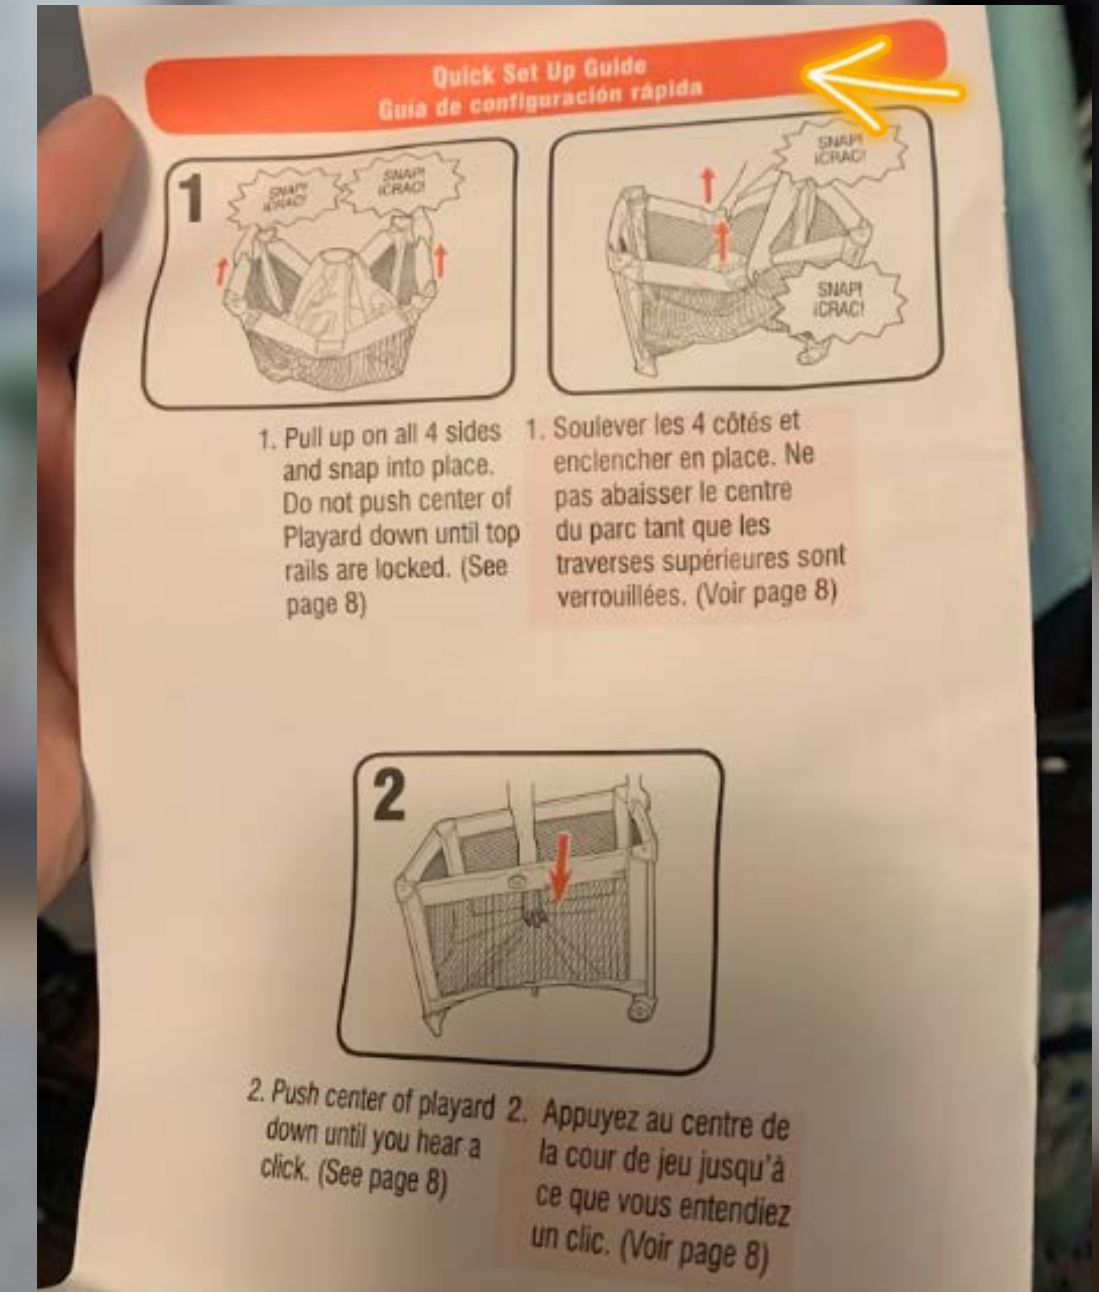 Quick Set Up Guide
Guía de configuración rápida
1
SNAP!
¡CRAC!
SNAP!
¡CRAC!
SNAP!
¡CRAC!
SNAP!
¡CRAC!
1. Pull up on all 4 sides
and snap into place.
Do not push center of
Playard down until top
rails are locked. (See
page 8)
1. Soulever les 4 côtés et
enclencher en place. Ne
pas abaisser le centre
du parc tant que les
traverses supérieures sont
verrouillées. (Voir page 8)
2
2. Push center of playard
down until you hear a
click. (See page 8)
2. Appuyez au centre de
la cour de jeu jusqu'à
ce que vous entendiez
un clic. (Voir page 8)